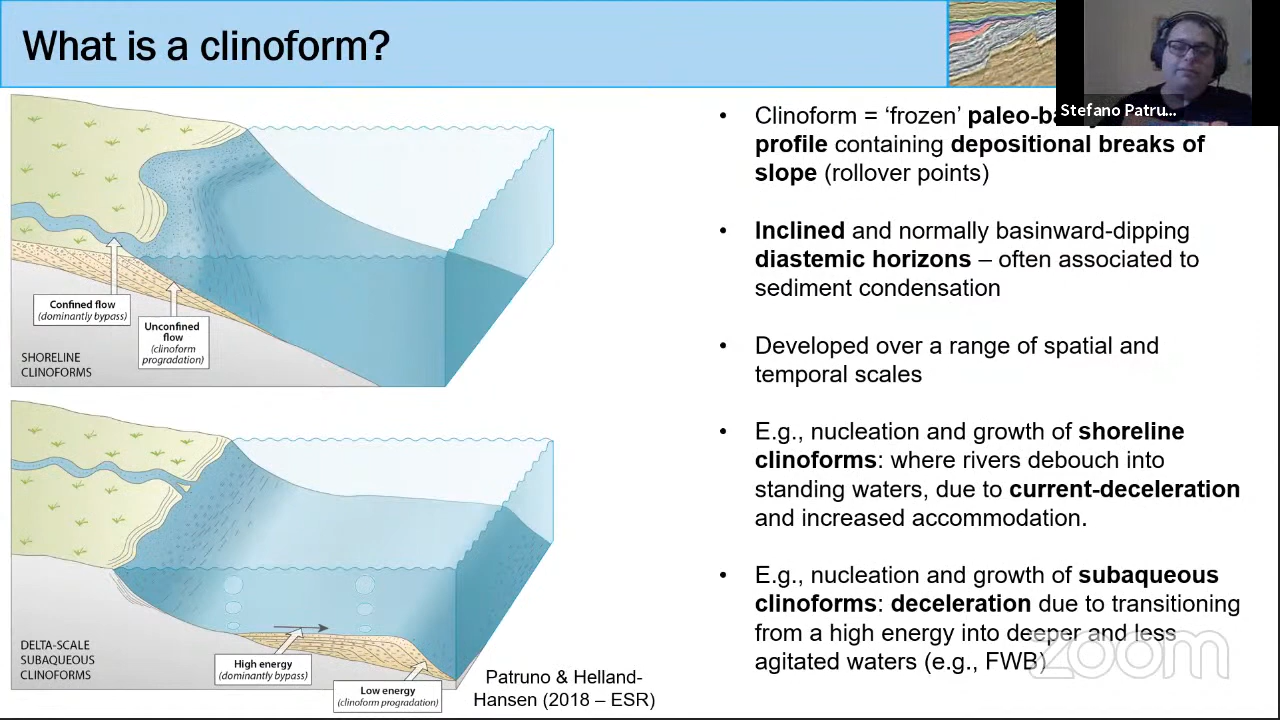 What is a clinoform?
Stefano Patru...
Clinoform = ‘frozen’ paleo-
profile containing depositional breaks of
slope (rollover points)
Inclined and normally basinward-dipping
diastemic horizons – often associated to
sediment condensation
Developed over a range of spatial and
temporal scales
E.g., nucleation and growth of shoreline
clinoforms: where rivers debouch into
standing waters, due to current-deceleration
and increased accommodation.
E.g., nucleation and growth of subaqueous
clinoforms: deceleration due to transitioning
from a high energy into deeper and less
agitated waters (e.g., FWB)
Confined flow
(dominantly bypass)
Unconfined
flow
(clinoform
progradation)
SHORELINE
CLINOFORMS
DELTA-SCALE
SUBAQUEOUS
CLINOFORMS
High energy
(dominantly bypass)
Low energy
(clinoform progradation)
Patruno & Helland-
Hansen (2018 – ESR)
zoom